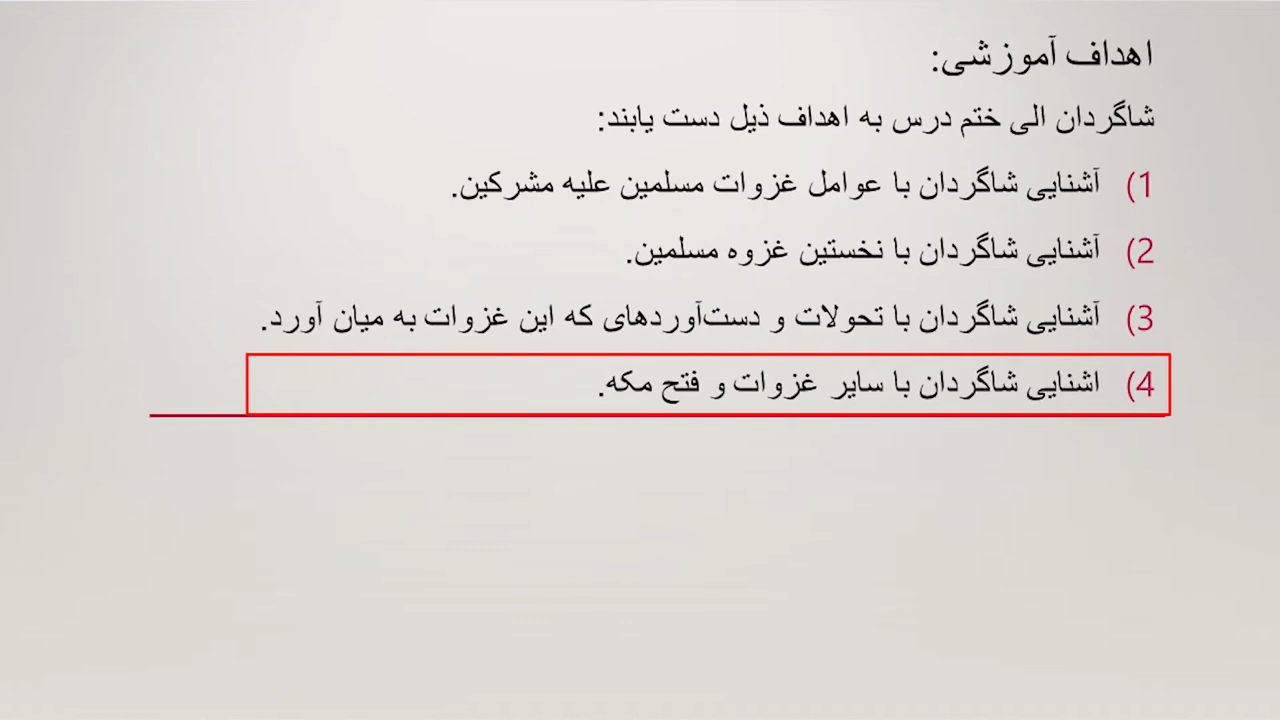 اهداف آموزشی:
شاگردان الی ختم درس به اهداف ذیل دست یابند:
1) آشنایی شاگردان با عوامل غزوات مسلمین علیه مشرکین.
2) آشنایی شاگردان با نخستین غزوه مسلمین.
3) آشنایی شاگردان با تحولات و دست‌آوردهای که این غزوات به میان آورد.
4) اشنایی شاگردان با سایر غزوات و فتح مکه.